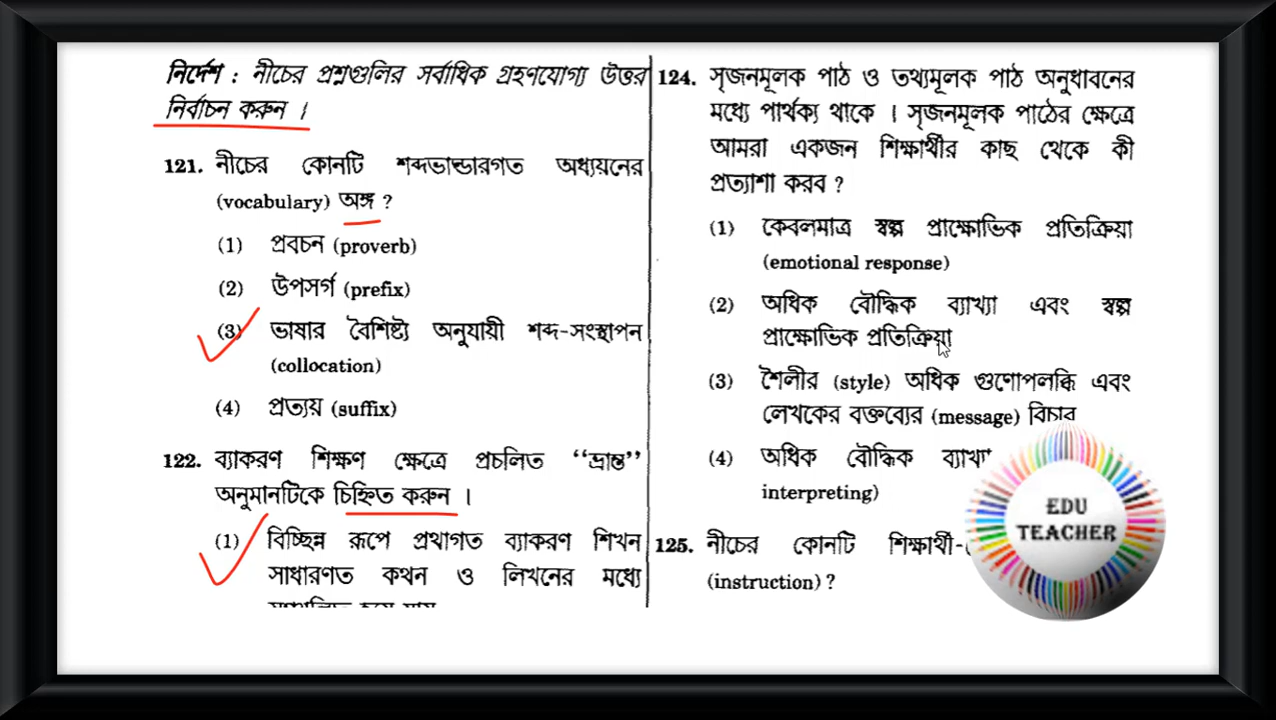 নির্দেশ : নীচের প্রশ্নগুলির সর্বাধিক গ্রহণযোগ্য উত্তর
নির্বাচন করুন ।
121. নীচের কোনটি শব্দভান্ডারগত অধ্যয়নের
(vocabulary) অঙ্গ ?
(1) প্রবচন (proverb)
(2) উপসর্গ (prefix)
(3) ভাষার বৈশিষ্ট্য অনুযায়ী শব্দ-সংস্থাপন
(collocation)
(4) প্রত্যয় (suffix)
122. ব্যাকরণ শিক্ষণ ক্ষেত্রে প্রচলিত “ভ্রান্ত”
অনুমানটিকে চিহ্নিত করুন ।
(1) বিচ্ছিন্ন রূপে প্রথাগত ব্যাকরণ শিখন
সাধারণত কথন ও লিখনের মধ্যে
124. সৃজনমূলক পাঠ ও তথ্যমূলক পাঠ অনুধাবনের
মধ্যে পার্থক্য থাকে । সৃজনমূলক পাঠের ক্ষেত্রে
আমরা একজন শিক্ষার্থীর কাছ থেকে কী
প্রত্যাশা করব ?
(1) কেবলমাত্র স্বল্প প্রাক্ষোভিক প্রতিক্রিয়া
(emotional response)
(2) অধিক বৌদ্ধিক ব্যাখ্যা এবং স্বল্প
প্রাক্ষোভিক প্রতিক্রিয়া
(3) শৈলীর (style) অধিক গুণোপলব্ধি এবং
লেখকের বক্তব্যের (message) বিচার
(4) অধিক বৌদ্ধিক ব্যাখ্যা
interpreting)
125. নীচের কোনটি শিক্ষার্থী-
(instruction) ?
EDU
TEACHER